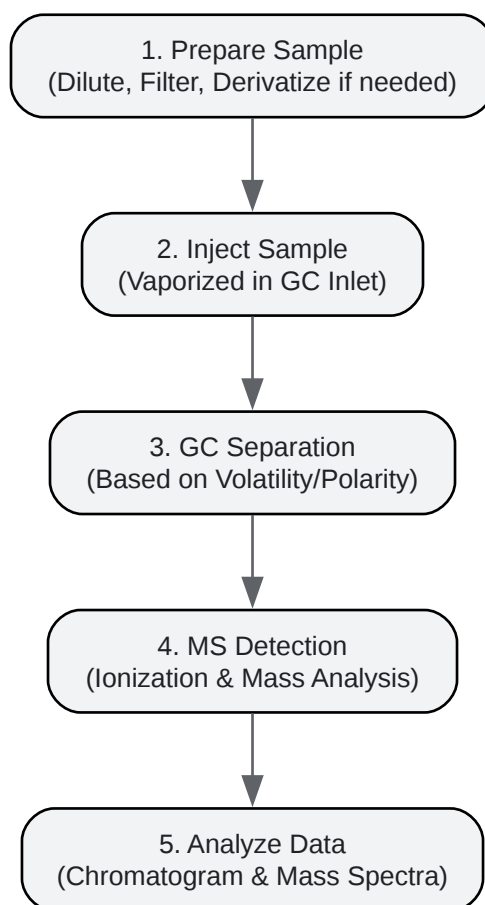 1. Prepare Sample
(Dilute, Filter, Derivatize if needed)
2. Inject Sample
(Vaporized in GC Inlet)
3. GC Separation
(Based on Volatility/Polarity)
4. MS Detection
(Ionization & Mass Analysis)
5. Analyze Data
(Chromatogram & Mass Spectra)